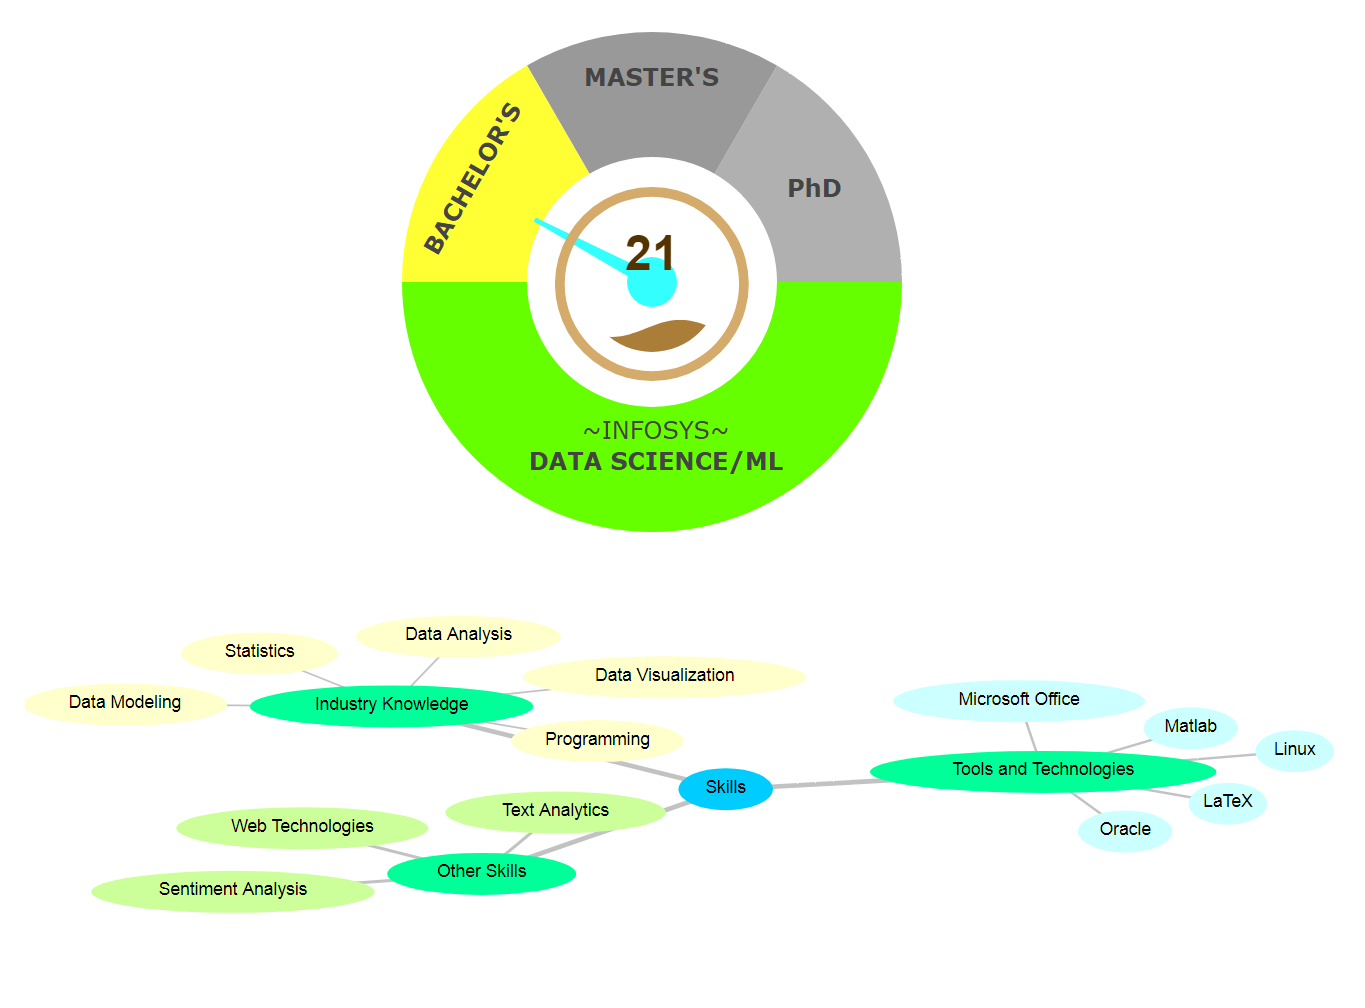 MASTER'S
BACHELOR'S
PhD
21
~INFOSYS~
DATA SCIENCE/ML
Data Analysis
Statistics
Data Visualization
Data Modeling
Industry Knowledge
Programming
Microsoft Office
Matlab
Linux
Tools and Technologies
Skills
LaTeX
Oracle
Text Analytics
Web Technologies
Other Skills
Sentiment Analysis